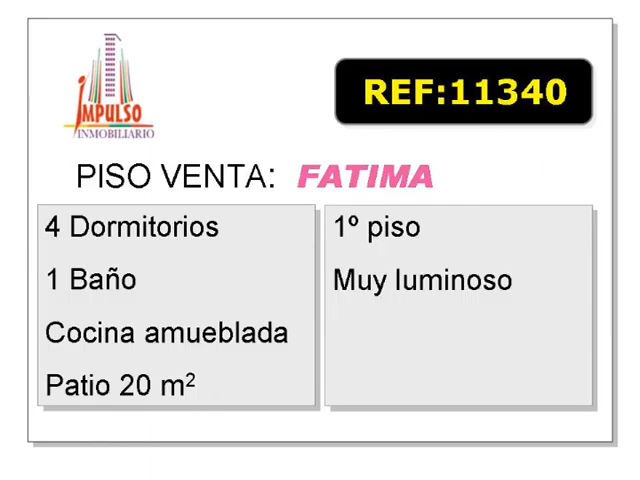 IMPULSO
INMOBILIARIO
REF:11340
PISO VENTA: FATIMA
4 Dormitorios
1 Baño
Cocina amueblada
Patio 20 m²
1º piso
Muy luminoso